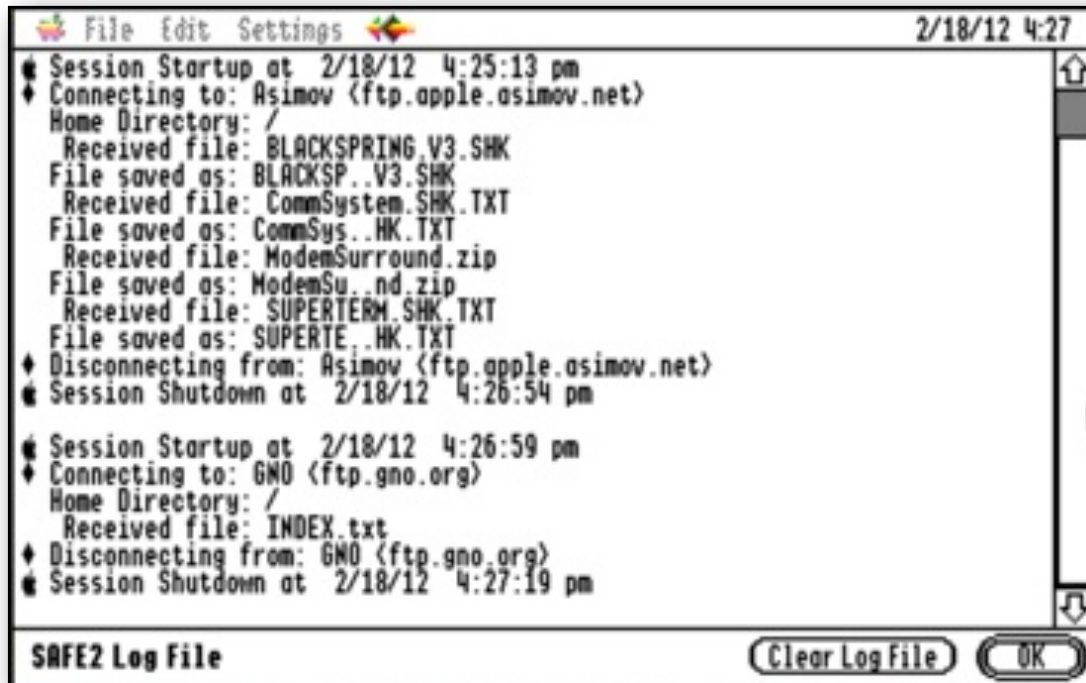 File Edit Settings 2/18/12 4:27
Session Startup at 2/18/12 4:25:13 pm
Connecting to: Asimov <ftp.apple.asimov.net>
Home Directory: /
Received file: BLACKSPRING.V3.SHK
File saved as: BLACKSP..V3.SHK
Received file: CommSystem.SHK.TXT
File saved as: CommSys..HK.TXT
Received file: ModemSurround.zip
File saved as: ModemSu..nd.zip
Received file: SUPERTERM.SHK.TXT
File saved as: SUPERTE..HK.TXT
Disconnecting from: Asimov <ftp.apple.asimov.net>
Session Shutdown at 2/18/12 4:26:54 pm
Session Startup at 2/18/12 4:26:59 pm
Connecting to: GNO <ftp.gno.org>
Home Directory: /
Received file: INDEX.txt
Disconnecting from: GNO <ftp.gno.org>
Session Shutdown at 2/18/12 4:27:19 pm
SAFE2 Log File Clear Log File OK